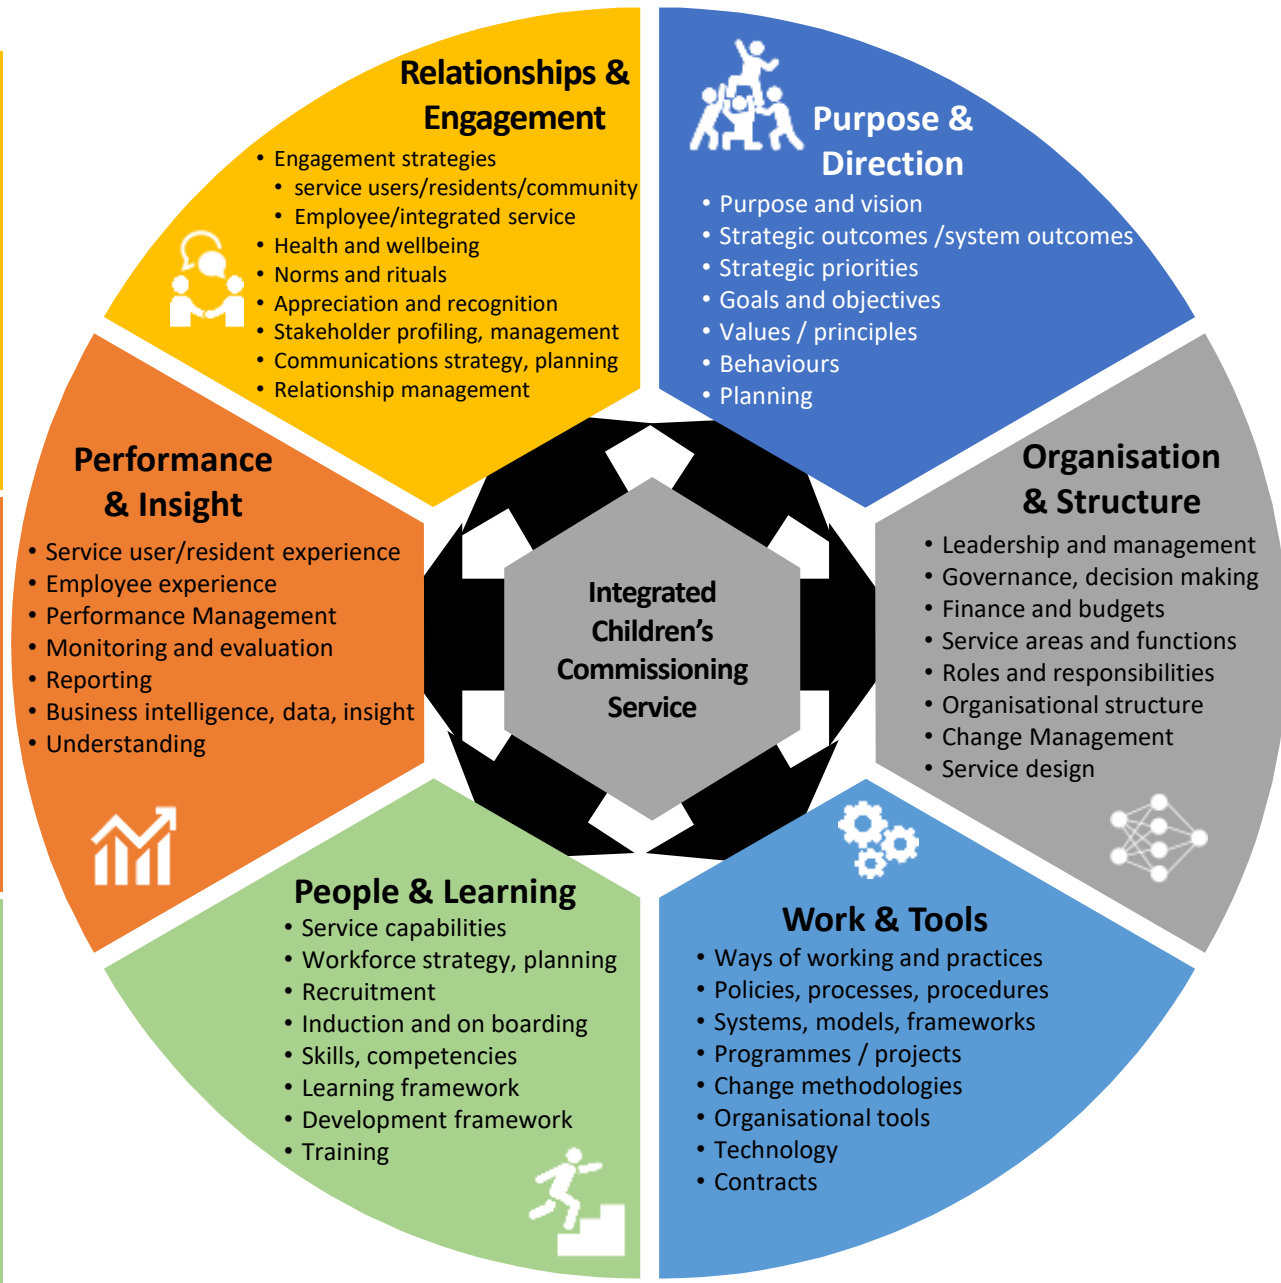 Relationships &
Engagement
• Engagement strategies
• service users/residents/community
• Employee/integrated service
• Health and wellbeing
• Norms and rituals
• Appreciation and recognition
• Stakeholder profiling, management
• Communications strategy, planning
• Relationship management
Purpose &
Direction
• Purpose and vision
• Strategic outcomes /system outcomes
• Strategic priorities
• Goals and objectives
• Values / principles
• Behaviours
• Planning
Performance
& Insight
• Service user/resident experience
• Employee experience
• Performance Management
• Monitoring and evaluation
• Reporting
• Business intelligence, data, insight
• Understanding
Integrated
Children’s
Commissioning
Service
Organisation
& Structure
• Leadership and management
• Governance, decision making
• Finance and budgets
• Service areas and functions
• Roles and responsibilities
• Organisational structure
• Change Management
• Service design
People & Learning
• Service capabilities
• Workforce strategy, planning
• Recruitment
• Induction and on boarding
• Skills, competencies
• Learning framework
• Development framework
• Training
Work & Tools
• Ways of working and practices
• Policies, processes, procedures
• Systems, models, frameworks
• Programmes / projects
• Change methodologies
• Organisational tools
• Technology
• Contracts